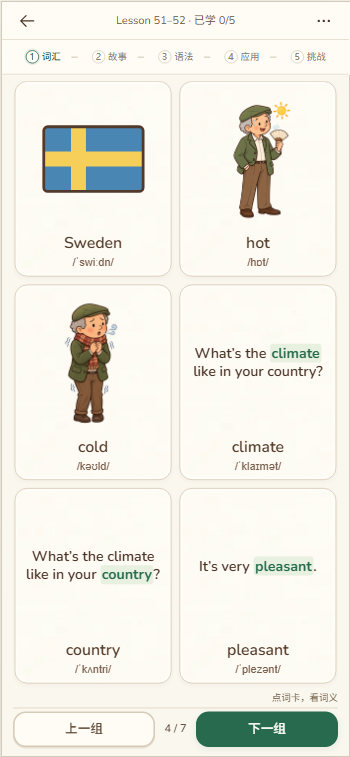 Lesson 51–52 · 已学 0/5
1 词汇 – 2 故事 – 3 语法 – 4 应用 – 5 挑战
Sweden
/ˈswiːdn/
hot
/hɒt/
cold
/kəʊld/
What's the climate
like in your country?
climate
/ˈklaɪmət/
What's the climate
like in your country?
country
/ˈkʌntri/
It's very pleasant.
pleasant
/ˈplezənt/
点词卡，看词义
上一组
4 / 7
下一组